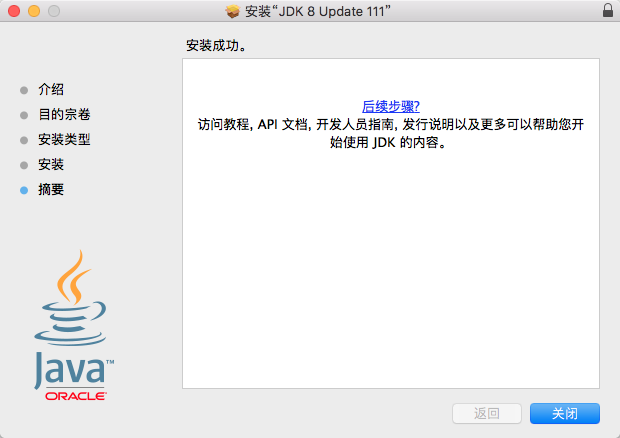 安装“JDK 8 Update 111”
安装成功。
介绍
目的宗卷
安装类型
安装
摘要
后续步骤?
访问教程, API 文档, 开发人员指南, 发行说明以及更多可以帮助您开
始使用 JDK 的内容。
Java™
ORACLE®
返回
关闭